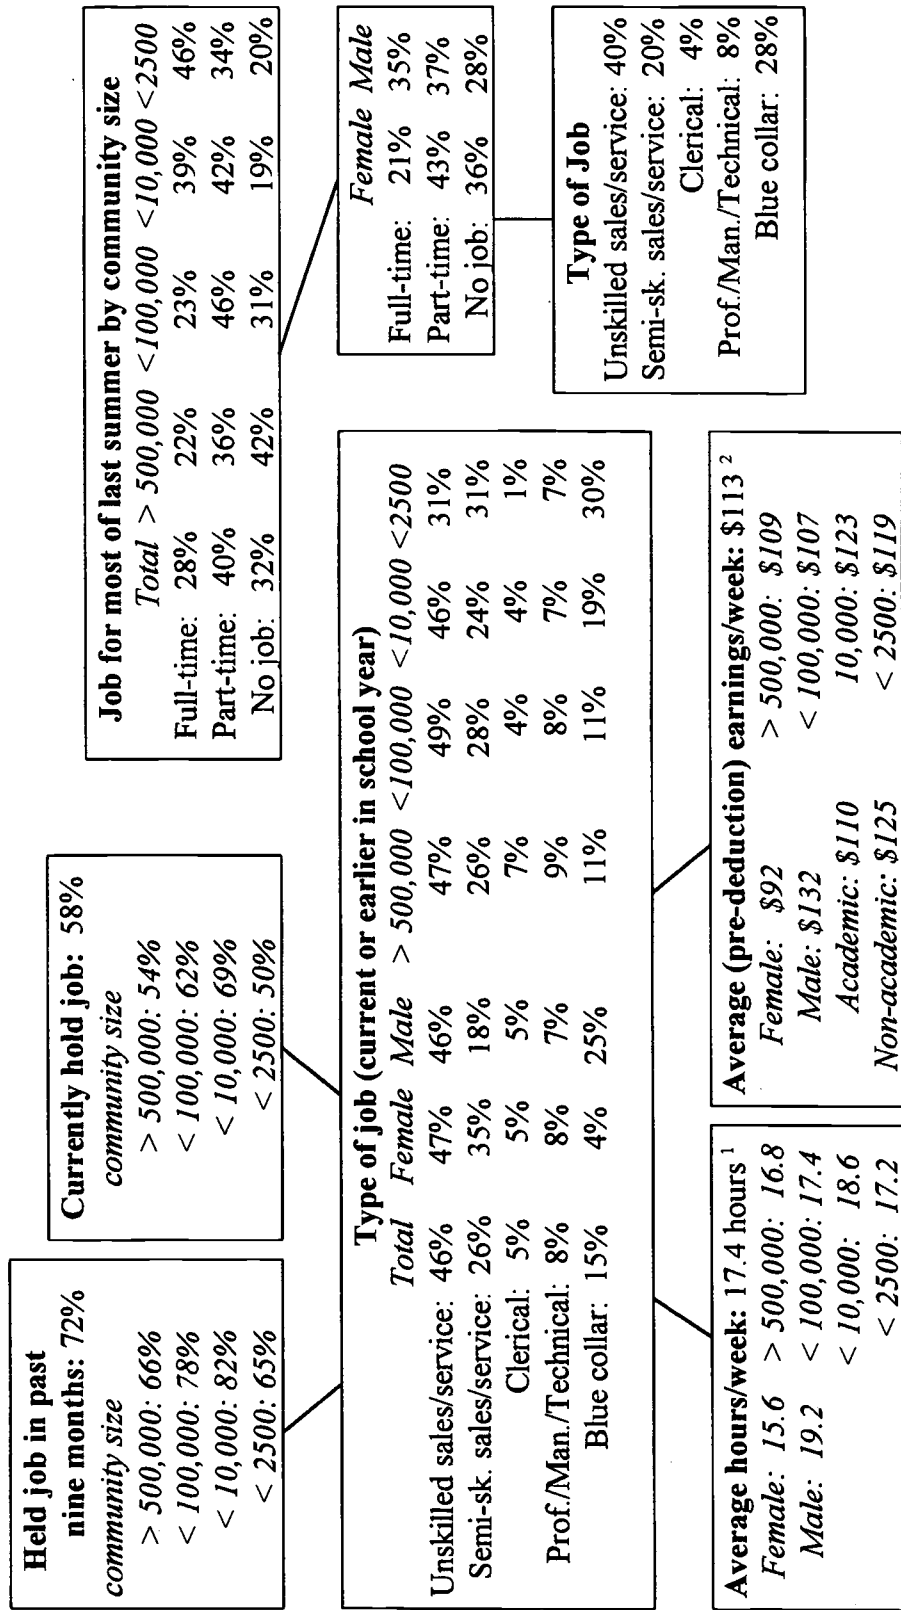 Held job in past
nine months: 72%
community size
> 500,000: 66%
< 100,000: 78%
< 10,000: 82%
< 2500: 65%
Currently hold job: 58%
community size
> 500,000: 54%
< 100,000: 62%
< 10,000: 69%
< 2500: 50%
Job for most of last summer by community size
Total > 500,000 <100,000 <10,000 <2500
Full-time: 28% 22% 23% 39% 46%
Part-time: 40% 36% 46% 42% 34%
No job: 32% 42% 31% 19% 20%
Female Male
Full-time: 21% 35%
Part-time: 43% 37%
No job: 36% 28%
Type of Job
Unskilled sales/service: 40%
Semi-sk. sales/service: 20%
Clerical: 4%
Prof./Man./Technical: 8%
Blue collar: 28%
Type of job (current or earlier in school year)
Total Female Male > 500,000 <100,000 <10,000 <2500
Unskilled sales/service: 46% 47% 46% 47% 49% 46% 31%
Semi-sk. sales/service: 26% 35% 18% 26% 28% 24% 31%
Clerical: 5% 5% 5% 7% 4% 4% 1%
Prof./Man./Technical: 8% 8% 7% 9% 8% 7% 7%
Blue collar: 15% 4% 25% 11% 11% 19% 30%
Average hours/week: 17.4 hours 1
Female: 15.6 > 500,000: 16.8
Male: 19.2 < 100,000: 17.4
< 10,000: 18.6
< 2500: 17.2
Average (pre-deduction) earnings/week: $113 2
Female: $92 > 500,000: $109
Male: $132 < 100,000: $107
Academic: $110 10,000: $123
Non-academic: $125 < 2500: $119